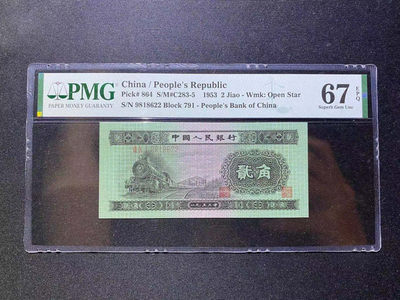 PMG
PAPER MONEY GUARANTY
China / People's Republic
Pick# 864 S/M#C283-5 1953 2 Jiao - Wmk: Open Star
S/N 9818622 Block 791 - People's Bank of China
67 EPQ
Superb Gem Unc
中國人民銀行
貳角